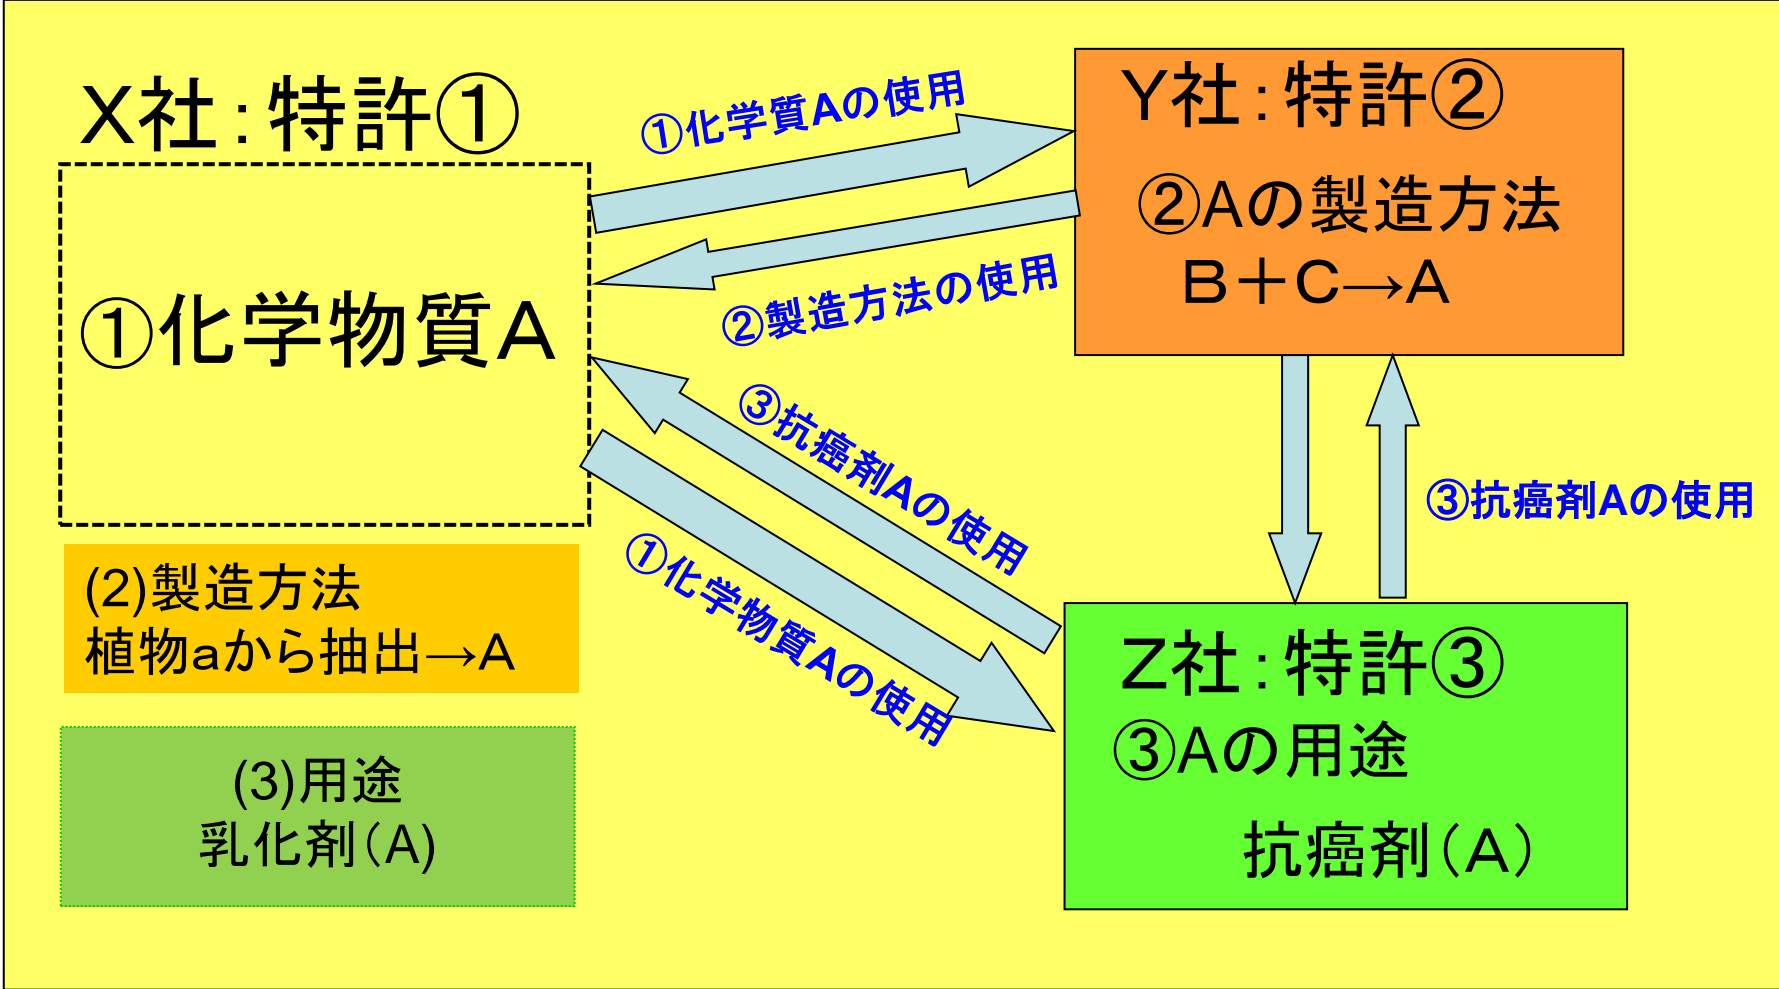 X社:特許①
①化学物質A
(2)製造方法
植物aから抽出→A
(3)用途
乳化剤(A)
①化学質Aの使用
②製造方法の使用
③抗癌剤Aの使用
①化学物質Aの使用
Y社:特許②
②Aの製造方法
B+C→A
③抗癌剤Aの使用
Z社:特許③
③Aの用途
抗癌剤(A)